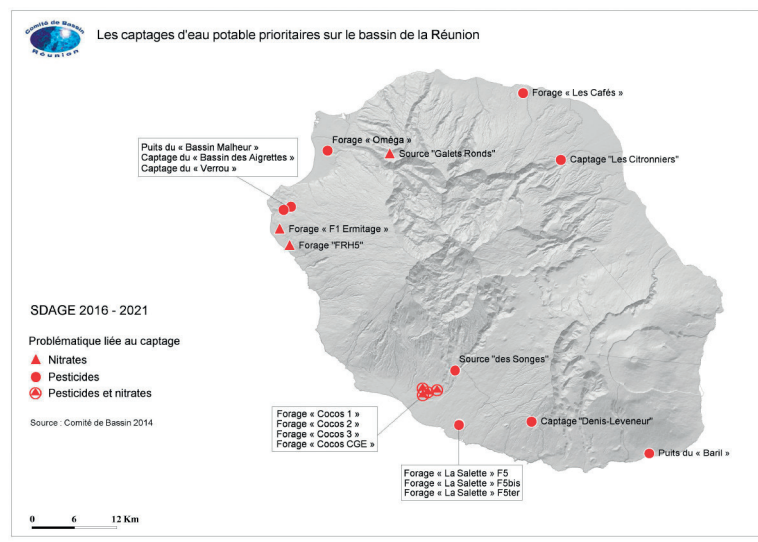 Comité de Bassin
Réunion
Les captages d'eau potable prioritaires sur le bassin de la Réunion
Forage « Les Cafés »
Puits du « Bassin Malheur »
Captage du « Bassin des Aigrettes »
Captage du « Verrou »
Forage « Oméga »
Source "Galets Ronds"
Captage "Les Citronniers"
Forage « F1 Ermitage »
Forage "FRH5"
SDAGE 2016 - 2021
Problématique liée au captage
Nitrates
Pesticides
Pesticides et nitrates
Source : Comité de Bassin 2014
Source "des Songes"
Forage « Cocos 1 »
Forage « Cocos 2 »
Forage « Cocos 3 »
Forage « Cocos CGE »
Captage "Denis-Leveneur"
Puits du « Baril »
Forage « La Salette » F5
Forage « La Salette » F5bis
Forage « La Salette » F5ter
0 6 12 Km